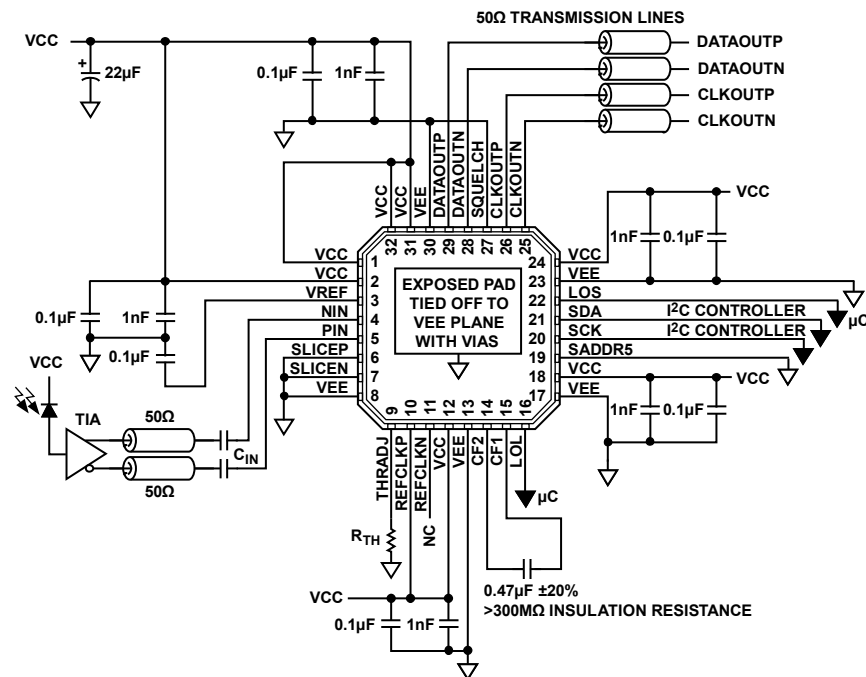 50Ω TRANSMISSION LINES
VCC
DATAOUTP
+
22µF
0.1µF
1nF
DATAOUTN
CLKOUTP
CLKOUTN
VCC
VCC
VEE
DATAOUTP
DATAOUTN
SQUELCH
CLKOUTP
CLKOUTN
32
31
30
29
28
27
26
25
VCC
1
VCC
2
VREF
3
NIN
4
PIN
5
SLICEP
6
SLICEN
7
VEE
8
EXPOSED PAD
TIED OFF TO
VEE PLANE
WITH VIAS
24
VCC
23
VEE
22
LOS
21
SDA
I2C CONTROLLER
20
SCK
I2C CONTROLLER
19
SADDR5
18
VCC
17
VEE
VCC
1nF
0.1µF
µC
VCC
1nF
0.1µF
0.1µF
1nF
0.1µF
VCC
TIA
50Ω
CIN
50Ω
9
10
11
12
13
14
15
16
THRADJ
REFCLKP
REFCLKN
VCC
VEE
CF2
CF1
LOL
µC
RTH
NC
0.47µF ±20%
>300MΩ INSULATION RESISTANCE
VCC
0.1µF
1nF